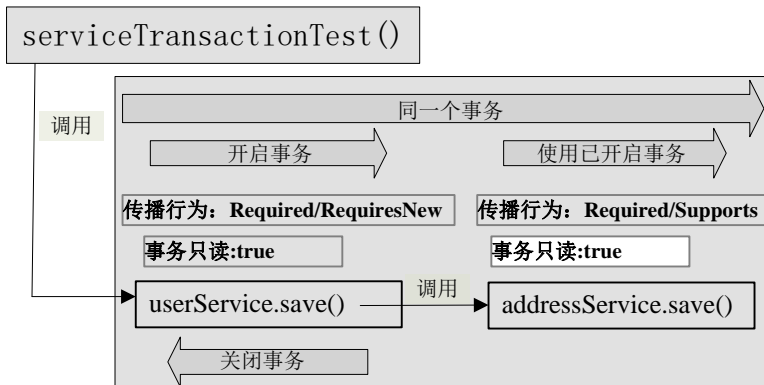 serviceTransactionTest()
同一个事务
调用
开启事务
使用已开启事务
传播行为：Required/RequiresNew
传播行为：Required/Supports
事务只读:true
事务只读:true
调用
userService.save()
addressService.save()
关闭事务